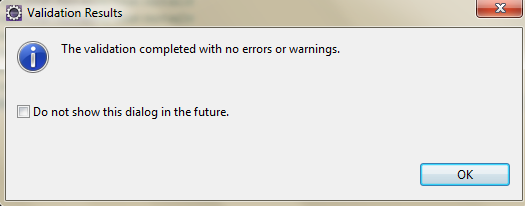 Validation Results
The validation completed with no errors or warnings.
Do not show this dialog in the future.
OK